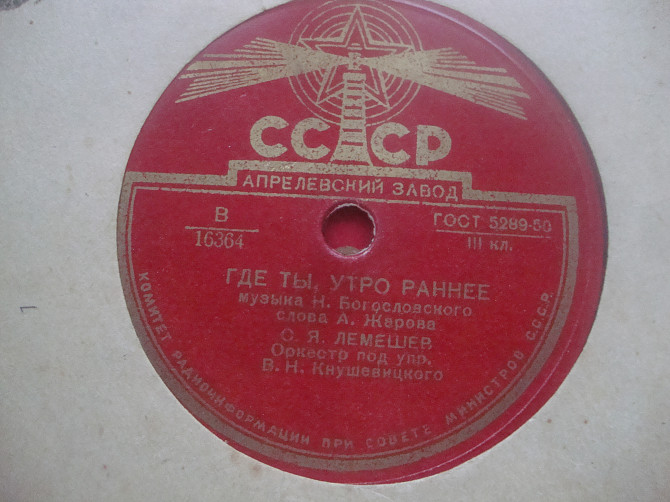 СССР
АПРЕЛЕВСКИЙ ЗАВОД
В
16364
ГОСТ 5289-50
III кл.
ГДЕ ТЫ, УТРО РАННЕЕ
музыка Н. Богословского
слова А. Жарова
С. Я. ЛЕМЕШЕВ
Оркестр под упр.
В. Н. Кнушевицкого
КОМИТЕТ РАДИОИНФОРМАЦИИ ПРИ СОВЕТЕ МИНИСТРОВ С.С.С.Р.